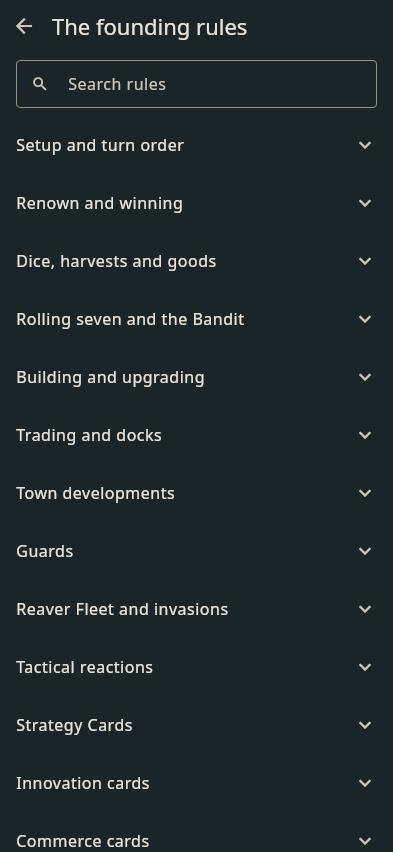 The founding rules
Search rules
Setup and turn order
Renown and winning
Dice, harvests and goods
Rolling seven and the Bandit
Building and upgrading
Trading and docks
Town developments
Guards
Reaver Fleet and invasions
Tactical reactions
Strategy Cards
Innovation cards
Commerce cards